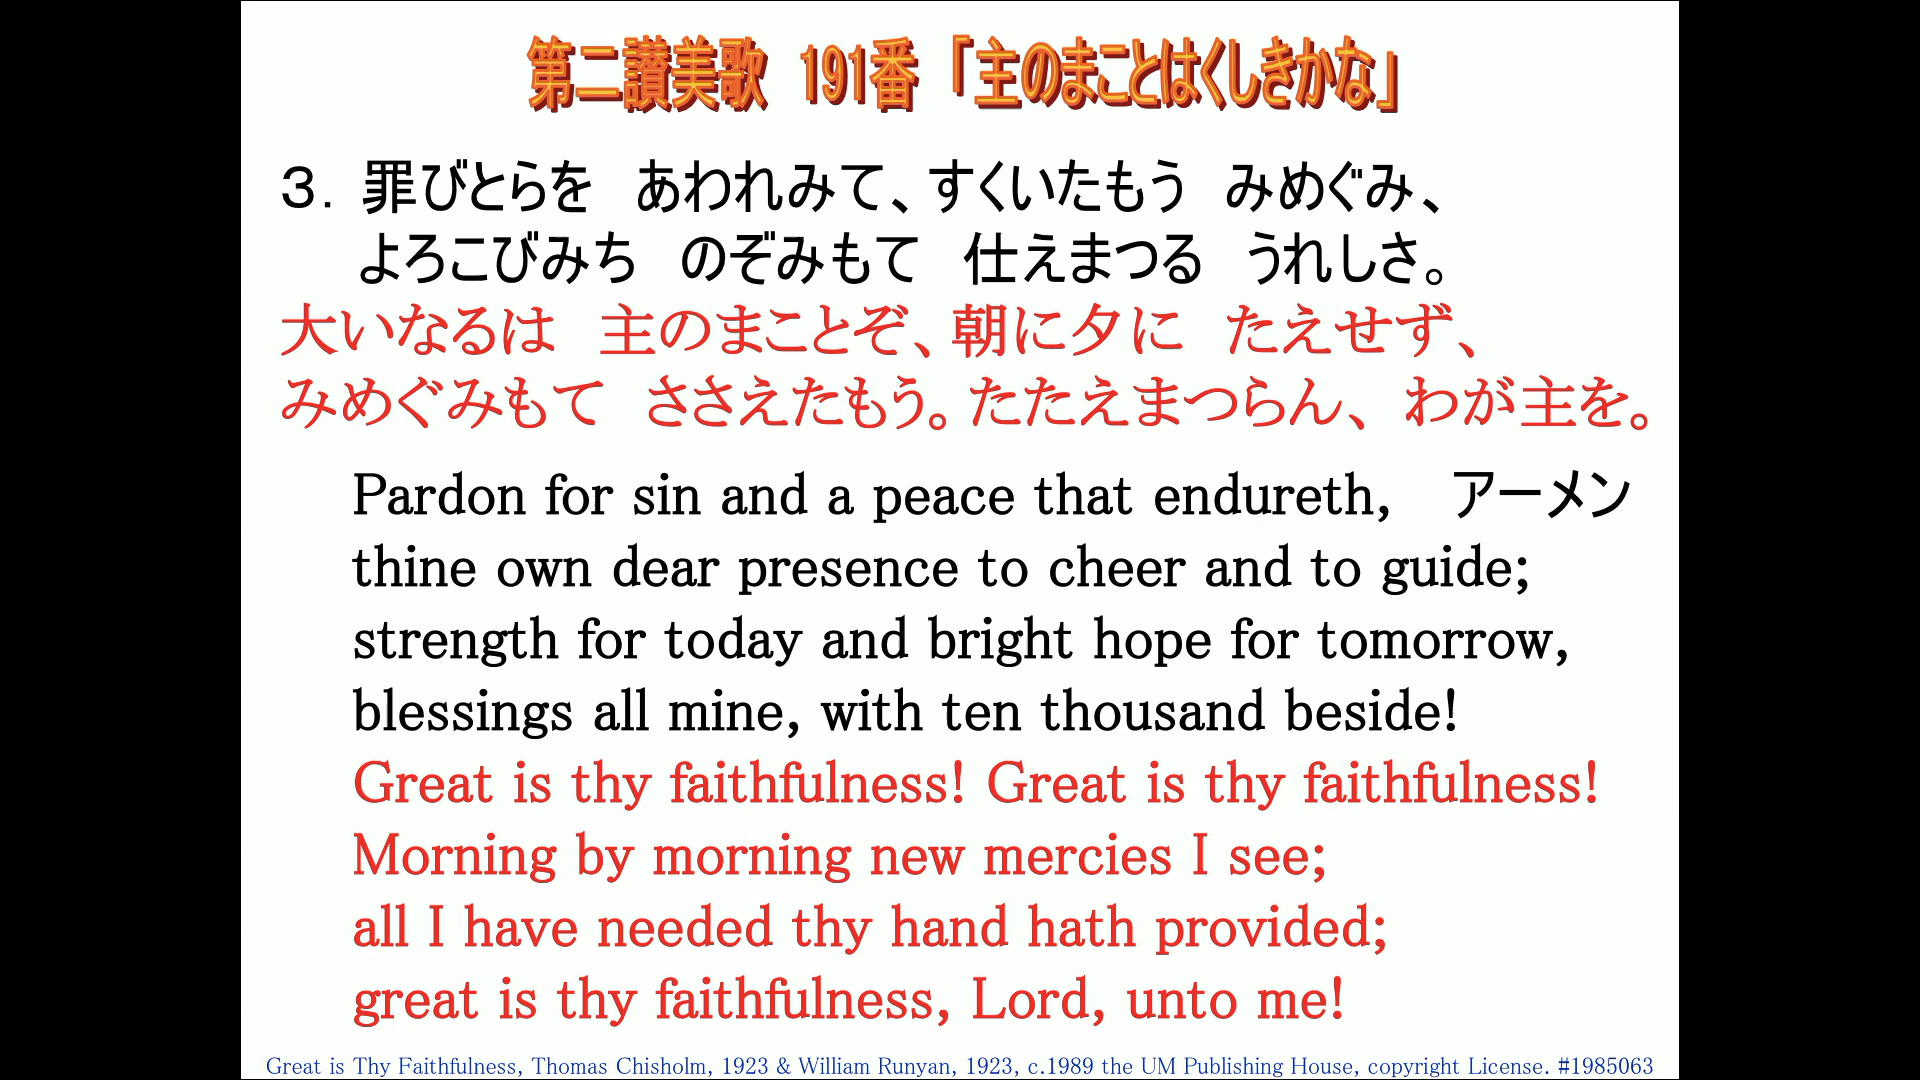 第二讃美歌　191番「主のまことはくしきかな」
３．罪びとらを　あわれみて、すくいたもう　みめぐみ、
よろこびみち　のぞみもて　仕えまつる　うれしさ。
大いなるは　主のまことぞ、朝に夕に　たえせず、
みめぐみもて　ささえたもう。たたえまつらん、わが主を。
Pardon for sin and a peace that endureth,　アーメン
thine own dear presence to cheer and to guide;
strength for today and bright hope for tomorrow,
blessings all mine, with ten thousand beside!
Great is thy faithfulness! Great is thy faithfulness!
Morning by morning new mercies I see;
all I have needed thy hand hath provided;
great is thy faithfulness, Lord, unto me!
Great is Thy Faithfulness, Thomas Chisholm, 1923 & William Runyan, 1923, c.1989 the UM Publishing House, copyright License. #1985063